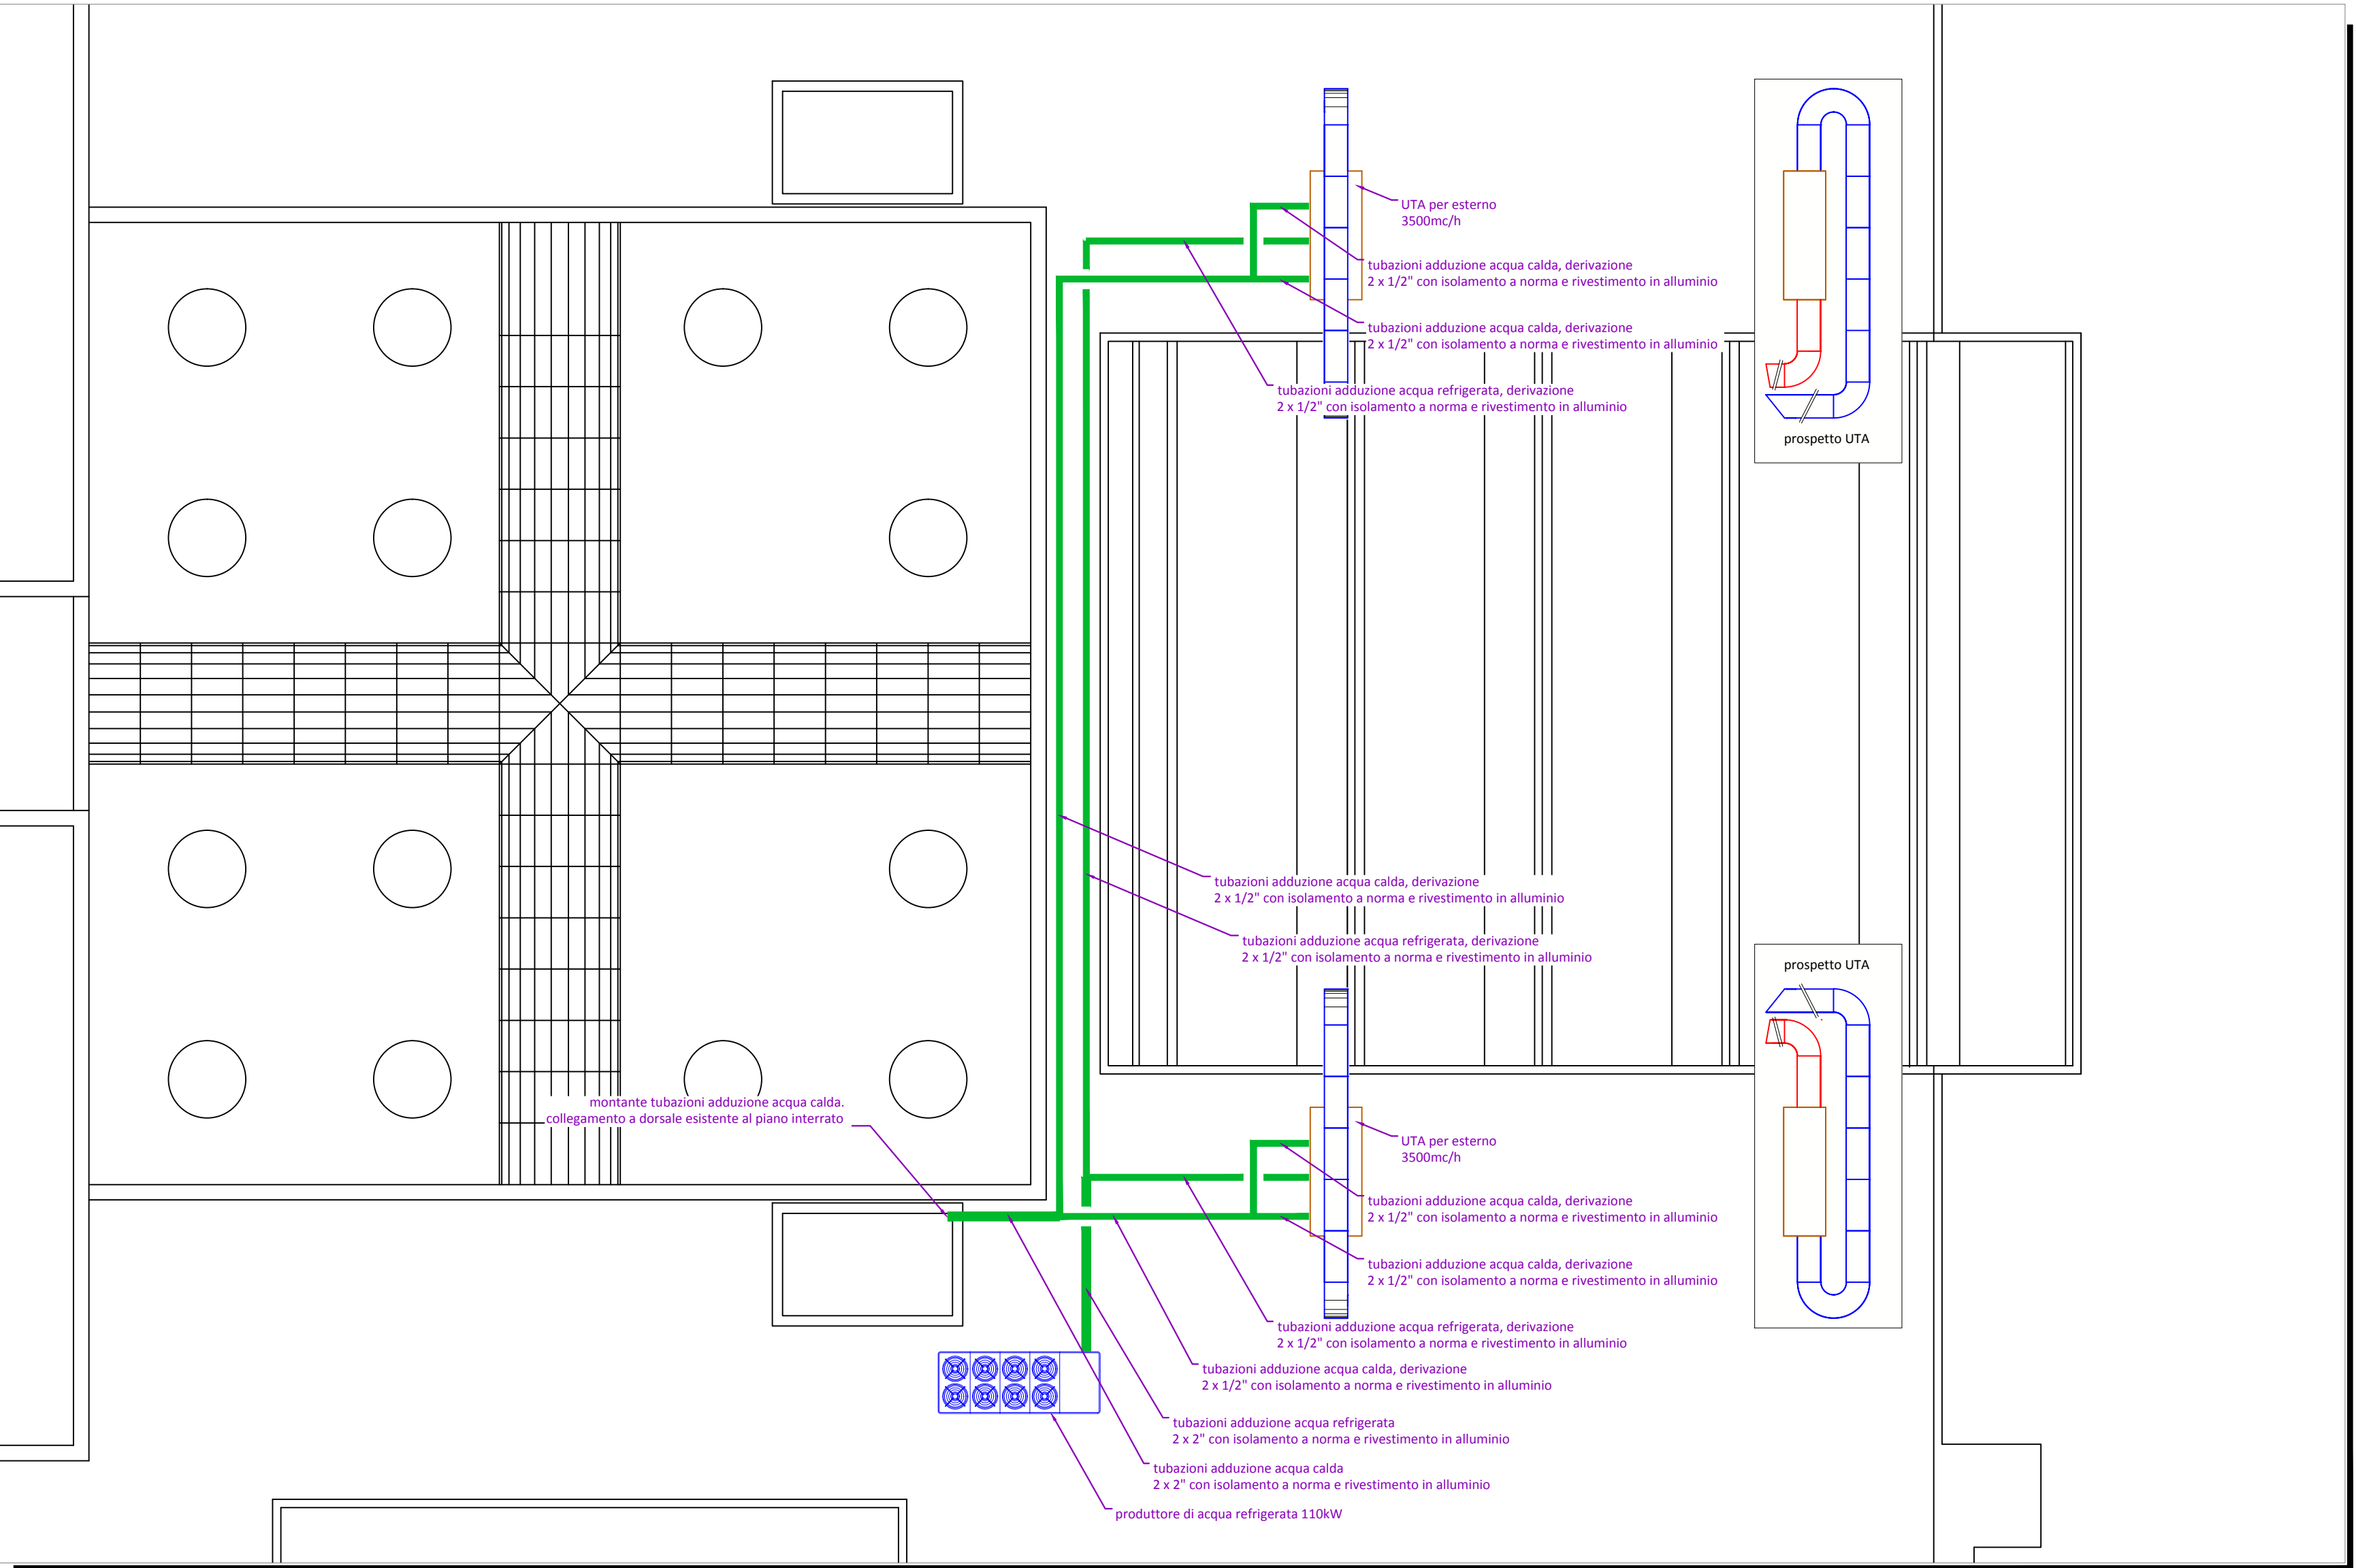 UTA per esterno
3500mc/h
tubazioni adduzione acqua calda, derivazione
2 x 1/2" con isolamento a norma e rivestimento in alluminio
tubazioni adduzione acqua calda, derivazione
2 x 1/2" con isolamento a norma e rivestimento in alluminio
tubazioni adduzione acqua refrigerata, derivazione
2 x 1/2" con isolamento a norma e rivestimento in alluminio
prospetto UTA
tubazioni adduzione acqua calda, derivazione
2 x 1/2" con isolamento a norma e rivestimento in alluminio
tubazioni adduzione acqua refrigerata, derivazione
2 x 1/2" con isolamento a norma e rivestimento in alluminio
prospetto UTA
montante tubazioni adduzione acqua calda.
collegamento a dorsale esistente al piano interrato
UTA per esterno
3500mc/h
tubazioni adduzione acqua calda, derivazione
2 x 1/2" con isolamento a norma e rivestimento in alluminio
tubazioni adduzione acqua calda, derivazione
2 x 1/2" con isolamento a norma e rivestimento in alluminio
tubazioni adduzione acqua refrigerata, derivazione
2 x 1/2" con isolamento a norma e rivestimento in alluminio
tubazioni adduzione acqua calda, derivazione
2 x 1/2" con isolamento a norma e rivestimento in alluminio
tubazioni adduzione acqua refrigerata
2 x 2" con isolamento a norma e rivestimento in alluminio
tubazioni adduzione acqua calda
2 x 2" con isolamento a norma e rivestimento in alluminio
produttore di acqua refrigerata 110kW